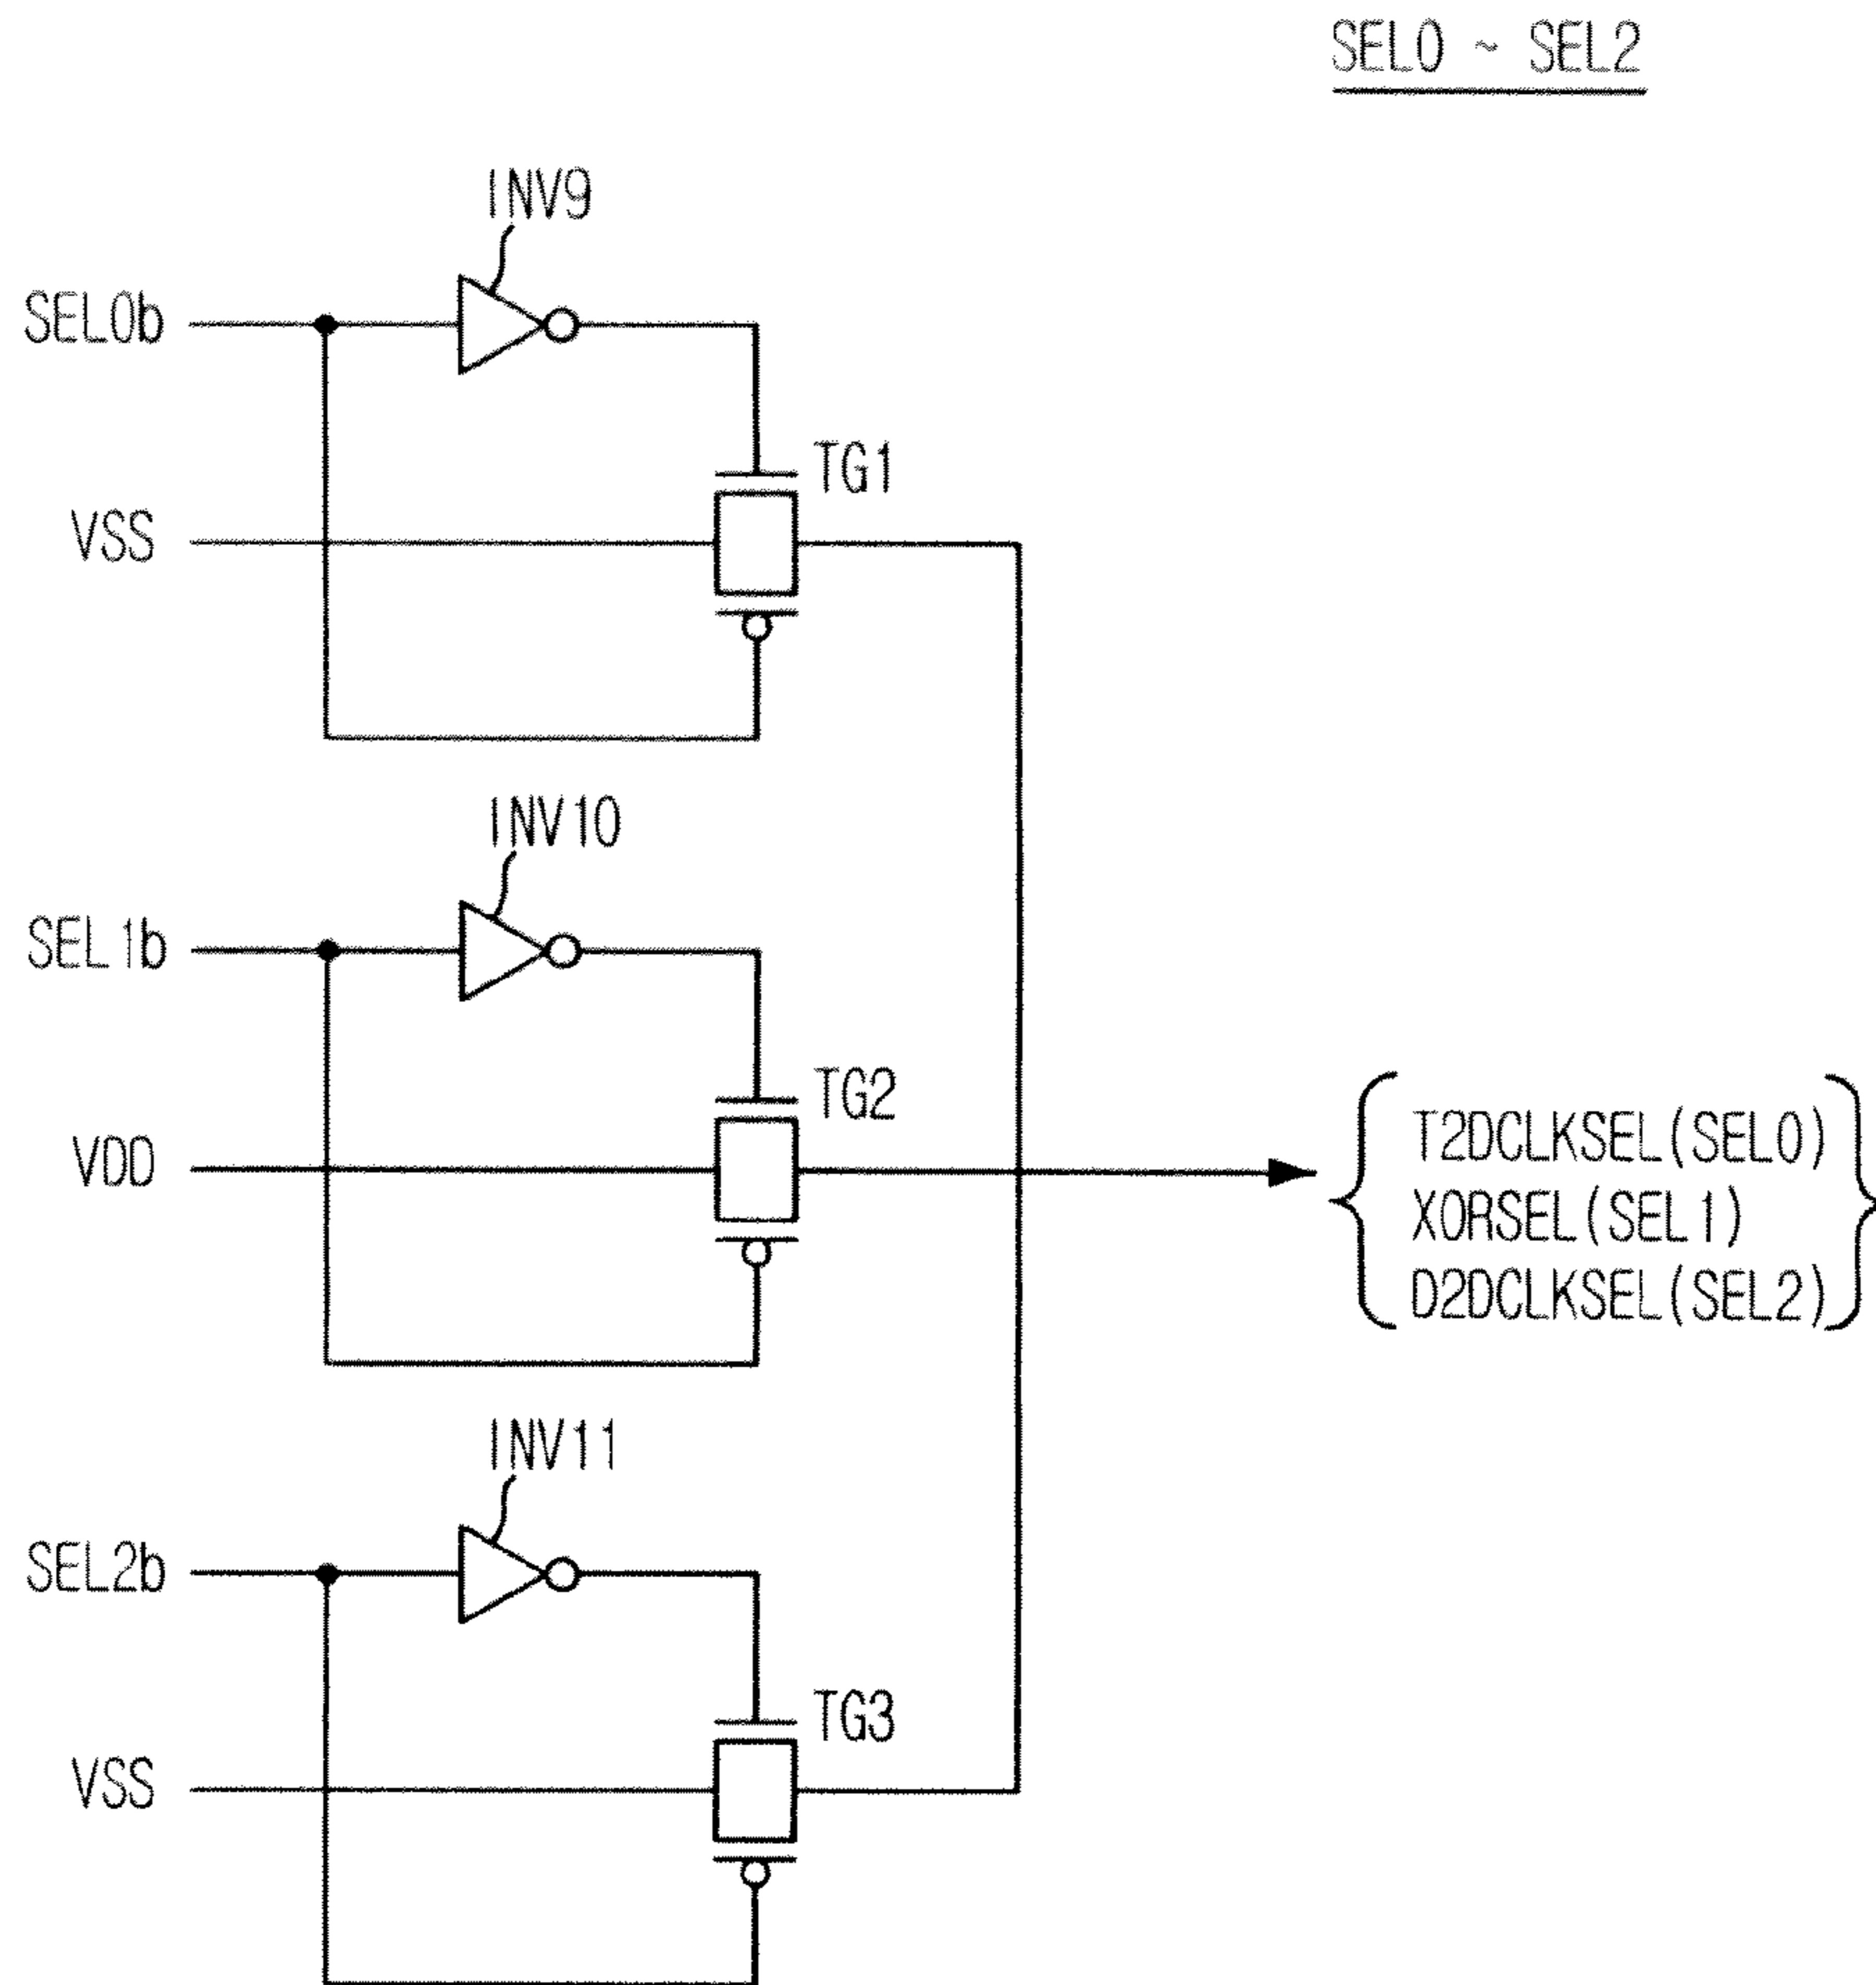 SEL0 ~ SEL2
INV9
SEL0b
TG1
VSS
INV10
SEL1b
TG2
VDD
T2DCLKSEL(SEL0)
XORSEL(SEL1)
D2DCLKSEL(SEL2)
INV11
SEL2b
TG3
VSS